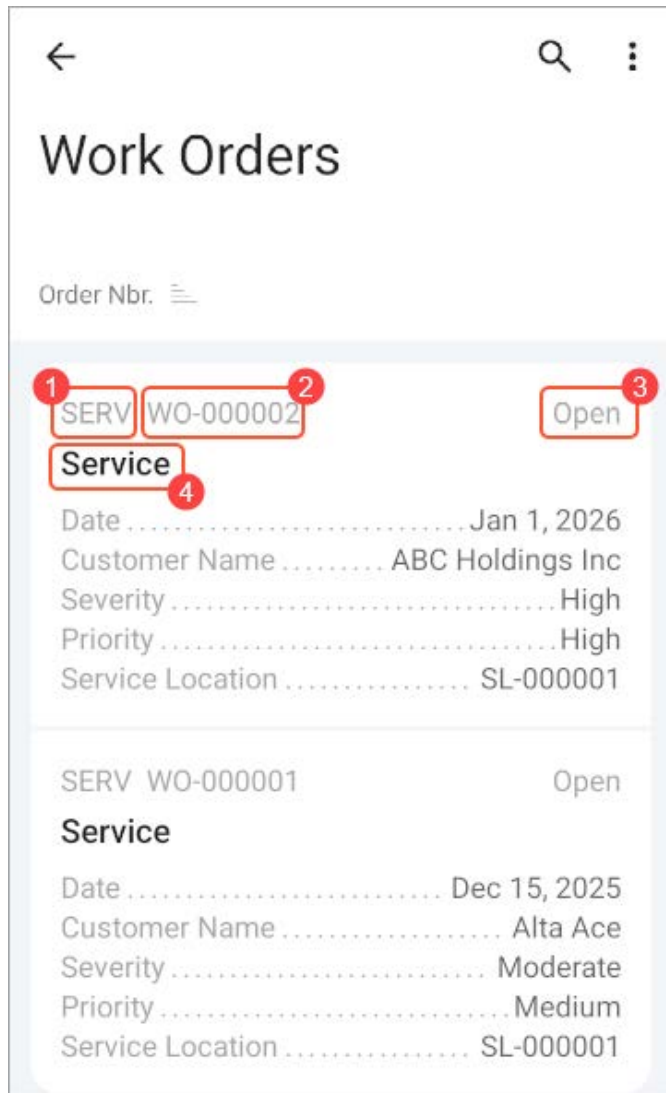 Work Orders
Order Nbr.
1 2 3
SERV WO-000002 Open
Service
4
Date Jan 1, 2026
Customer Name ABC Holdings Inc
Severity High
Priority High
Service Location SL-000001
SERV WO-000001 Open
Service
Date Dec 15, 2025
Customer Name Alta Ace
Severity Moderate
Priority Medium
Service Location SL-000001